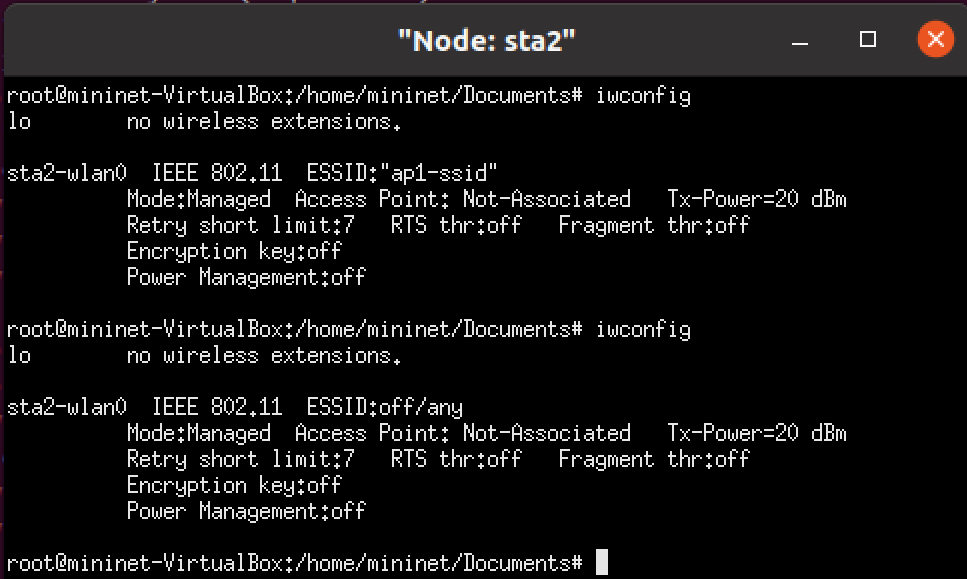 "Node: sta2"
root@mininet-VirtualBox:/home/mininet/Documents# iwconfig
lo        no wireless extensions.
sta2-wlan0  IEEE 802.11  ESSID:"ap1-ssid"
          Mode:Managed  Access Point: Not-Associated   Tx-Power=20 dBm
          Retry short limit:7   RTS thr:off   Fragment thr:off
          Encryption key:off
          Power Management:off
root@mininet-VirtualBox:/home/mininet/Documents# iwconfig
lo        no wireless extensions.
sta2-wlan0  IEEE 802.11  ESSID:off/any
          Mode:Managed  Access Point: Not-Associated   Tx-Power=20 dBm
          Retry short limit:7   RTS thr:off   Fragment thr:off
          Encryption key:off
          Power Management:off
root@mininet-VirtualBox:/home/mininet/Documents#